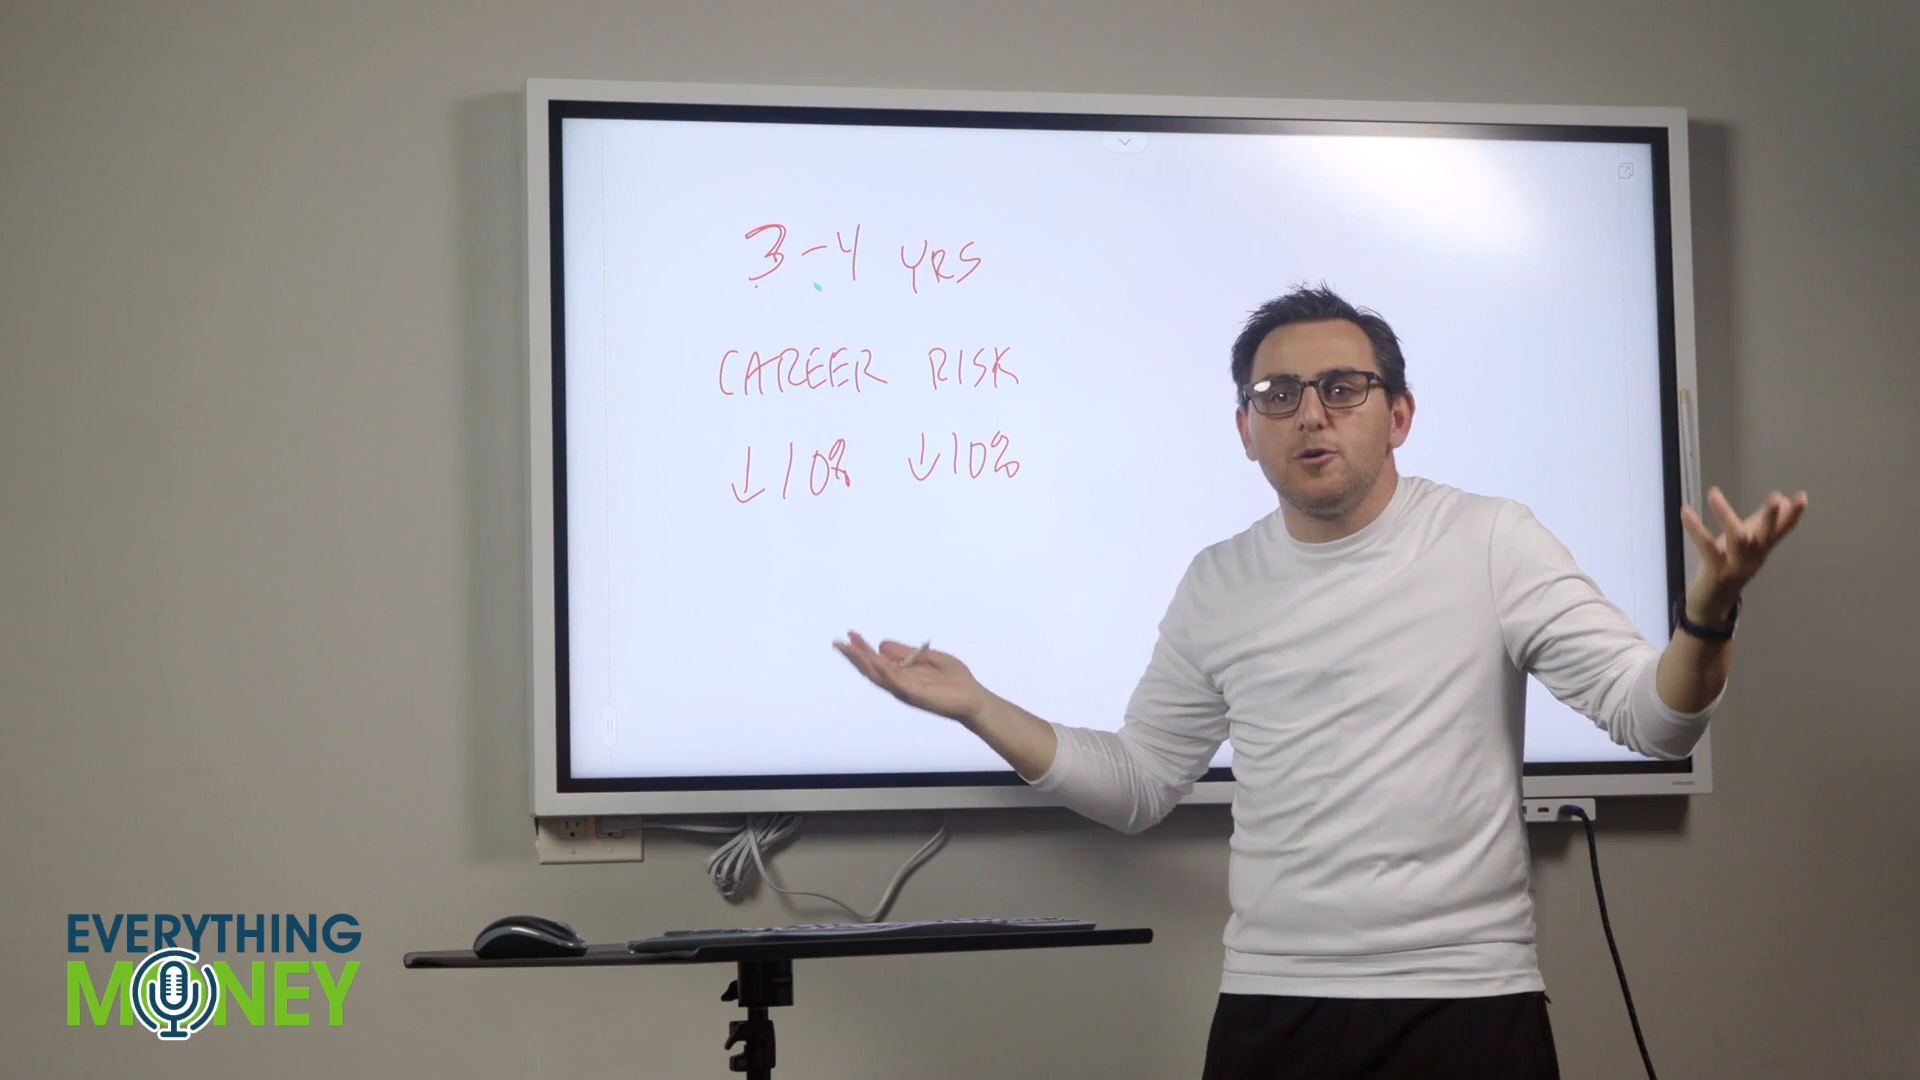 3-4 YRS
CAREER RISK
↓10% ↓10%
EVERYTHING
MONEY